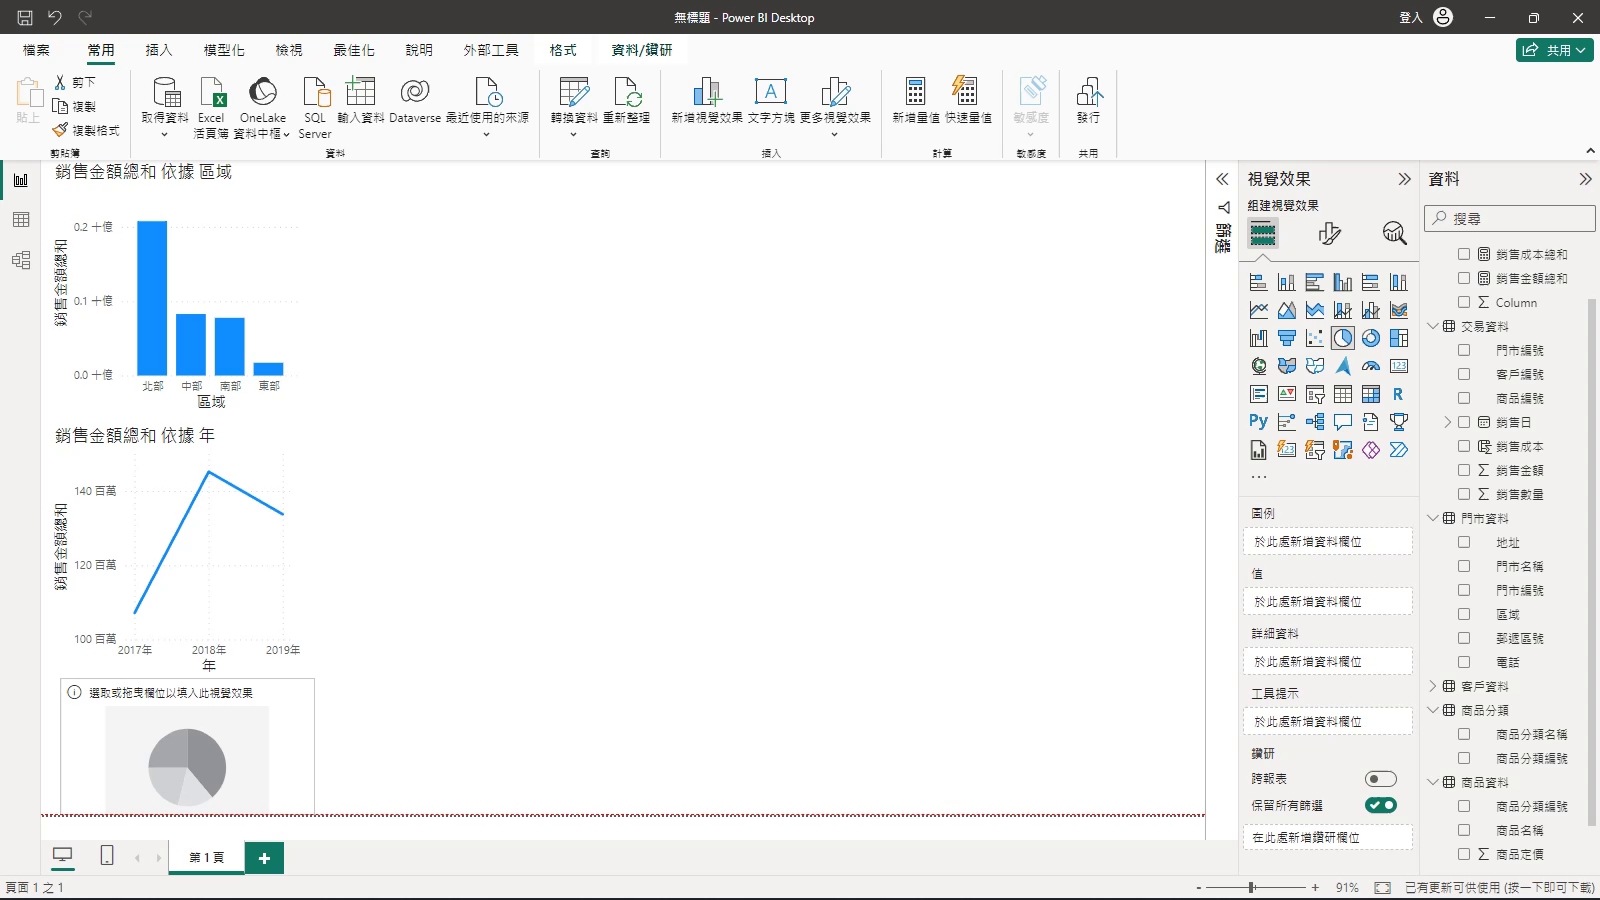 無標題 - Power BI Desktop
登入
檔案 常用 插入 模型化 檢視 最佳化 說明 外部工具 格式 資料/鑽研
共用
貼上
剪下
複製
複製格式
剪貼簿
取得資料
Excel 活頁簿
OneLake 資料中樞
SQL Server
輸入資料
Dataverse
最近使用的來源
資料
轉換資料
重新整理
查詢
新增視覺效果
文字方塊
更多視覺效果
插入
新增量值
快速量值
計算
敏感度
敏感度
發行
共用
銷售金額總和 依據 區域
銷售金額總和
0.2 十億
0.1 十億
0.0 十億
北部 中部 南部 東部
區域
銷售金額總和 依據 年
銷售金額總和
140 百萬
120 百萬
100 百萬
2017年 2018年 2019年
年
選取或拖曳欄位以填入此視覺效果
篩選
視覺效果
組建視覺效果
123
R
Py
123
...
圖例
於此處新增資料欄位
值
於此處新增資料欄位
詳細資料
於此處新增資料欄位
工具提示
於此處新增資料欄位
鑽研
跨報表
保留所有篩選
在此處新增鑽研欄位
資料
搜尋
銷售成本總和
銷售金額總和
Column
交易資料
門市編號
客戶編號
商品編號
銷售日
銷售成本
銷售金額
銷售數量
門市資料
地址
門市名稱
門市編號
區域
郵遞區號
電話
客戶資料
商品分類
商品分類名稱
商品分類編號
商品資料
商品分類編號
商品名稱
商品定價
第 1 頁
頁面 1 之 1
- + 91%
已有更新可供使用 (按一下即可下載)